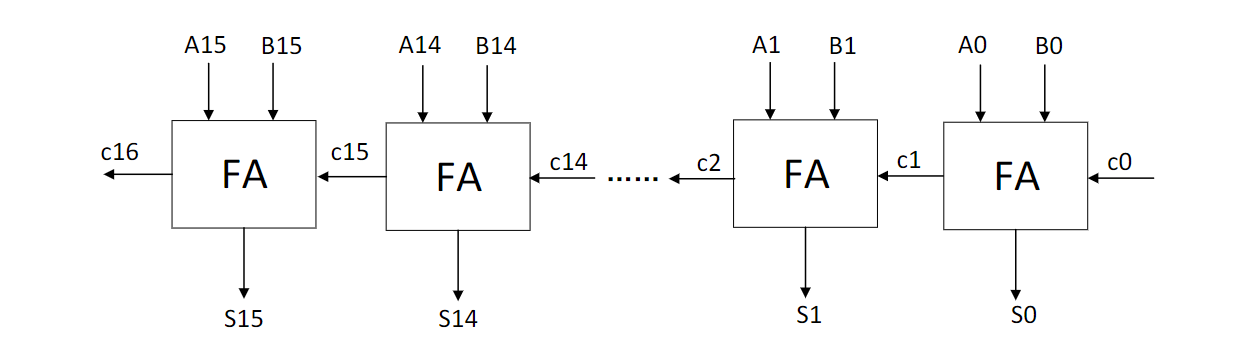 A15 B15 A14 B14 A1 B1 A0 B0
c16 FA c15 FA c14 ...... c2 FA c1 FA c0
S15 S14 S1 S0